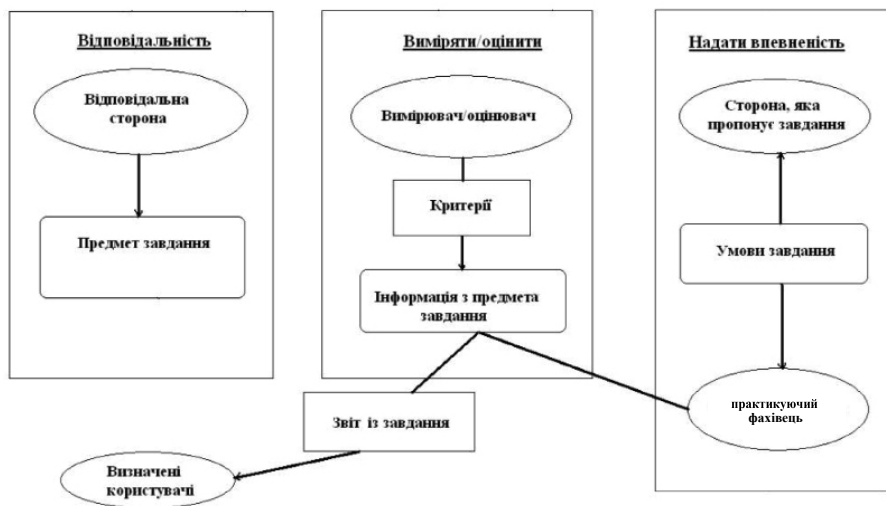 Відповідальність
Відповідальна
сторона
Предмет завдання
Виміряти/оцінити
Вимірювач/оцінювач
Критерії
Інформація з предмета
завдання
Надати впевненість
Сторона, яка
пропонує завдання
Умови завдання
практикуючий
фахівець
Звіт із завдання
Визначені
користувачі